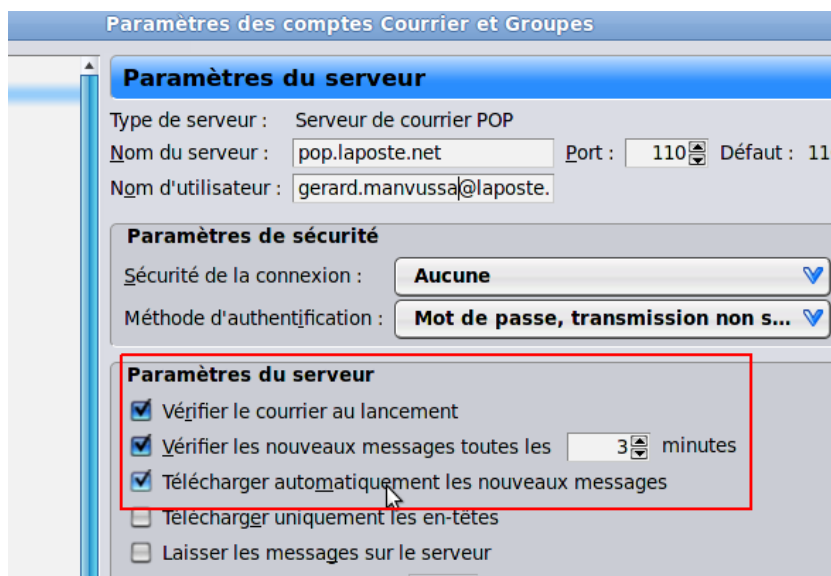 Paramètres des comptes Courrier et Groupes
Paramètres du serveur
Type de serveur : Serveur de courrier POP
Nom du serveur : pop.laposte.net Port : 110 Défaut : 11
Nom d'utilisateur : gerard.manvussa@laposte.
Paramètres de sécurité
Sécurité de la connexion : Aucune
Méthode d'authentification : Mot de passe, transmission non s...
Paramètres du serveur
Vérifier le courrier au lancement
Vérifier les nouveaux messages toutes les 3 minutes
Télécharger automatiquement les nouveaux messages
Télécharger uniquement les en-têtes
Laisser les messages sur le serveur